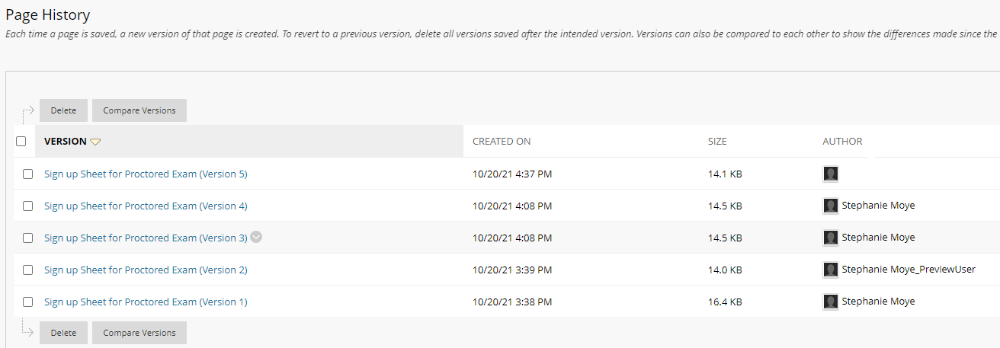 Page History
Each time a page is saved, a new version of that page is created. To revert to a previous version, delete all versions saved after the intended version. Versions can also be compared to each other to show the differences made since the
Delete Compare Versions
VERSION CREATED ON SIZE AUTHOR
Sign up Sheet for Proctored Exam (Version 5) 10/20/21 4:37 PM 14.1 KB
Sign up Sheet for Proctored Exam (Version 4) 10/20/21 4:08 PM 14.5 KB Stephanie Moye
Sign up Sheet for Proctored Exam (Version 3) 10/20/21 4:08 PM 14.5 KB Stephanie Moye
Sign up Sheet for Proctored Exam (Version 2) 10/20/21 3:39 PM 14.0 KB Stephanie Moye_PreviewUser
Sign up Sheet for Proctored Exam (Version 1) 10/20/21 3:38 PM 16.4 KB Stephanie Moye
Delete Compare Versions